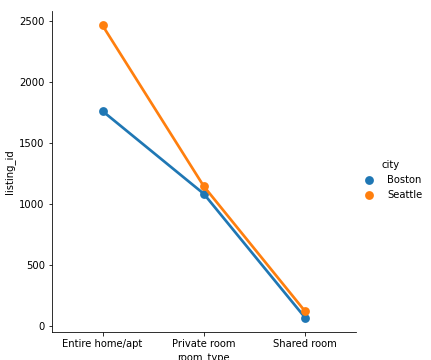 2500
2000
1500
1000
500
0
listing_id
Entire home/apt Private room Shared room
room_type
city
Boston
Seattle